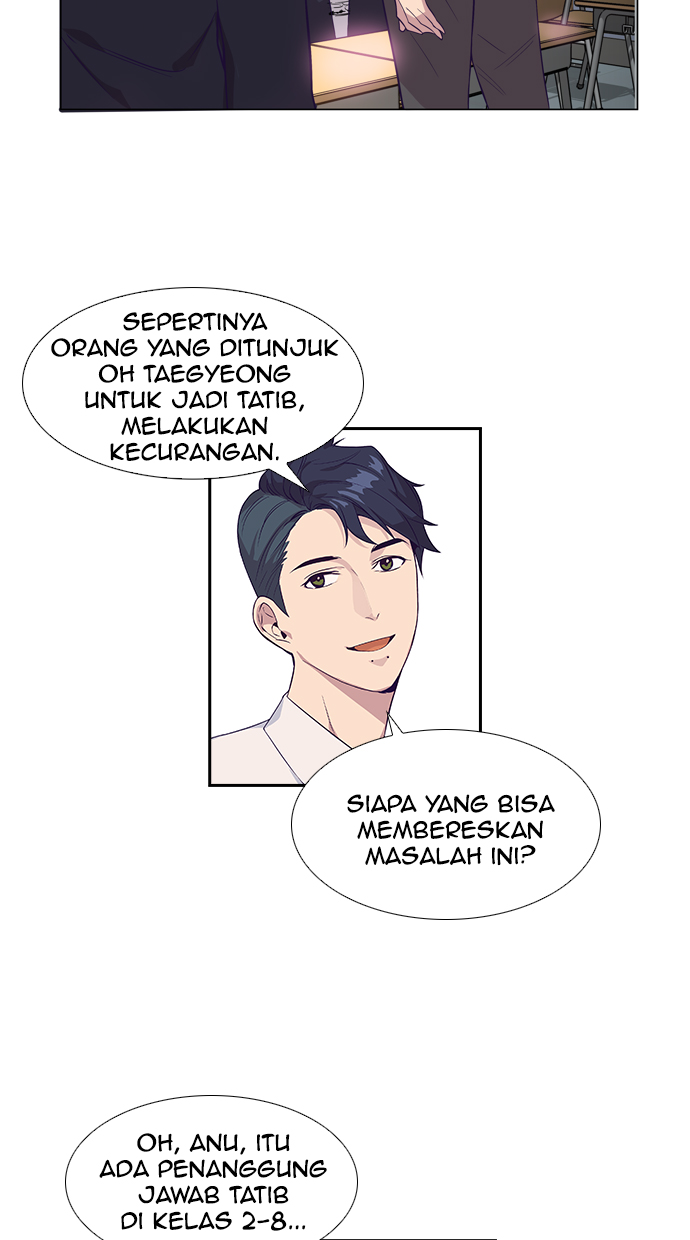 SEPERTINYA
ORANG YANG DITUNJUK
OH TAEGYEONG
UNTUK JADI TATIB,
MELAKUKAN
KECURANGAN.
SIAPA YANG BISA
MEMBERESKAN
MASALAH INI?
OH, ANU, ITU
ADA PENANGGUNG
JAWAB TATIB
DI KELAS 2-8...